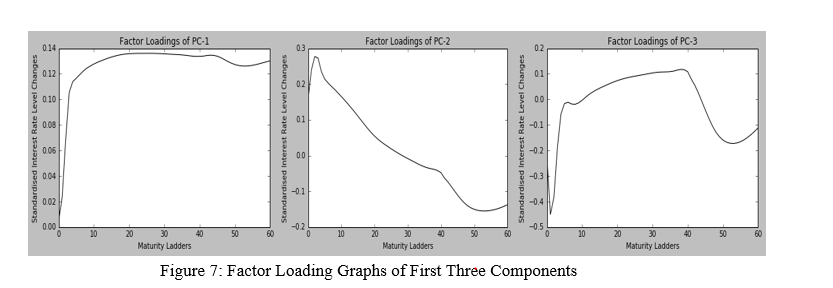 Factor Loadings of PC-1
Standardised Interest Rate Level Changes
0.14
0.12
0.10
0.08
0.06
0.04
0.02
0.00
0 10 20 30 40 50 60
Maturity Ladders
Factor Loadings of PC-2
Standardised Interest Rate Level Changes
0.3
0.2
0.1
0.0
−0.1
−0.2
0 10 20 30 40 50 60
Maturity Ladders
Factor Loadings of PC-3
Standardised Interest Rate Level Changes
0.2
0.1
0.0
−0.1
−0.2
−0.3
−0.4
−0.5
0 10 20 30 40 50 60
Maturity Ladders
Figure 7: Factor Loading Graphs of First Three Components